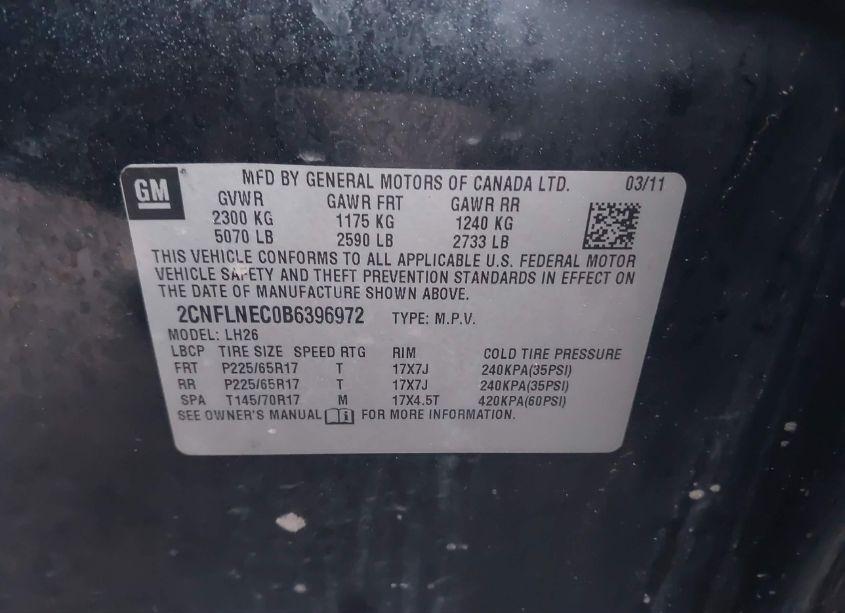 GM
MFD BY GENERAL MOTORS OF CANADA LTD. 03/11
GVWR GAWR FRT GAWR RR
2300 KG 1175 KG 1240 KG
5070 LB 2590 LB 2733 LB
THIS VEHICLE CONFORMS TO ALL APPLICABLE U.S. FEDERAL MOTOR
VEHICLE SAFETY AND THEFT PREVENTION STANDARDS IN EFFECT ON
THE DATE OF MANUFACTURE SHOWN ABOVE.
2CNFLNEC0B6396972 TYPE: M.P.V.
MODEL: LH26
LBCP TIRE SIZE SPEED RTG RIM COLD TIRE PRESSURE
FRT P225/65R17 T 17X7J 240KPA(35PSI)
RR P225/65R17 T 17X7J 240KPA(35PSI)
SPA T145/70R17 M 17X4.5T 420KPA(60PSI)
SEE OWNER'S MANUAL FOR MORE INFORMATION.